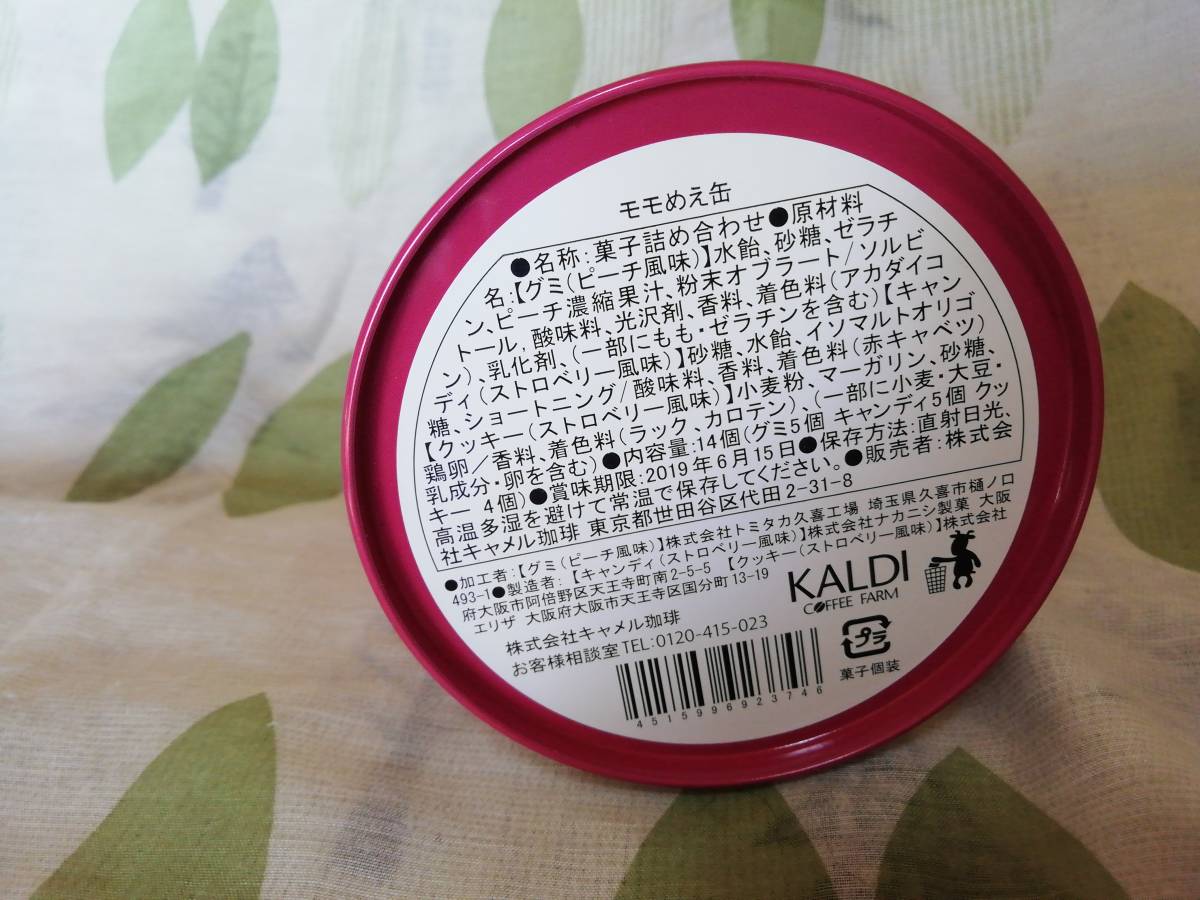 モモめえ缶
●名称:菓子詰め合わせ●原材料
名:【グミ(ピーチ風味)】水飴、砂糖、ゼラチ
ン、ピーチ濃縮果汁、粉末オブラート/ソルビ
トール、酸味料、光沢剤、香料、着色料(アカダイコ
ン)、乳化剤、(一部にもも・ゼラチンを含む)【キャン
ディ(ストロベリー風味)】砂糖、水飴、イソマルトオリゴ
糖、ショートニング/酸味料、香料、着色料(赤キャベツ)
【クッキー(ストロベリー風味)】小麦粉、マーガリン、砂糖、
鶏卵/香料、着色料(ラック、カロテン)、(一部に小麦・大豆・
乳成分・卵を含む)●内容量:14個(グミ5個 キャンディ5個 クッ
キー 4個)●賞味期限:2019年6月15日●保存方法:直射日光、
高温多湿を避けて常温で保存してください。●販売者:株式会
社キャメル珈琲 東京都世田谷区代田2-31-8
●加工者:【グミ(ピーチ風味)】株式会社トミタカ久喜工場 埼玉県久喜市樋ノ口
493-1●製造者:【キャンディ(ストロベリー風味)】株式会社ナカニシ製菓 大阪
府大阪市阿倍野区天王寺町南2-5-5 【クッキー(ストロベリー風味)】株式会社
エリザ 大阪府大阪市天王寺区国分町13-19
KALDI
COFFEE FARM
株式会社キャメル珈琲
お客様相談室TEL:0120-415-023
プラ
菓子個装
4515996923746